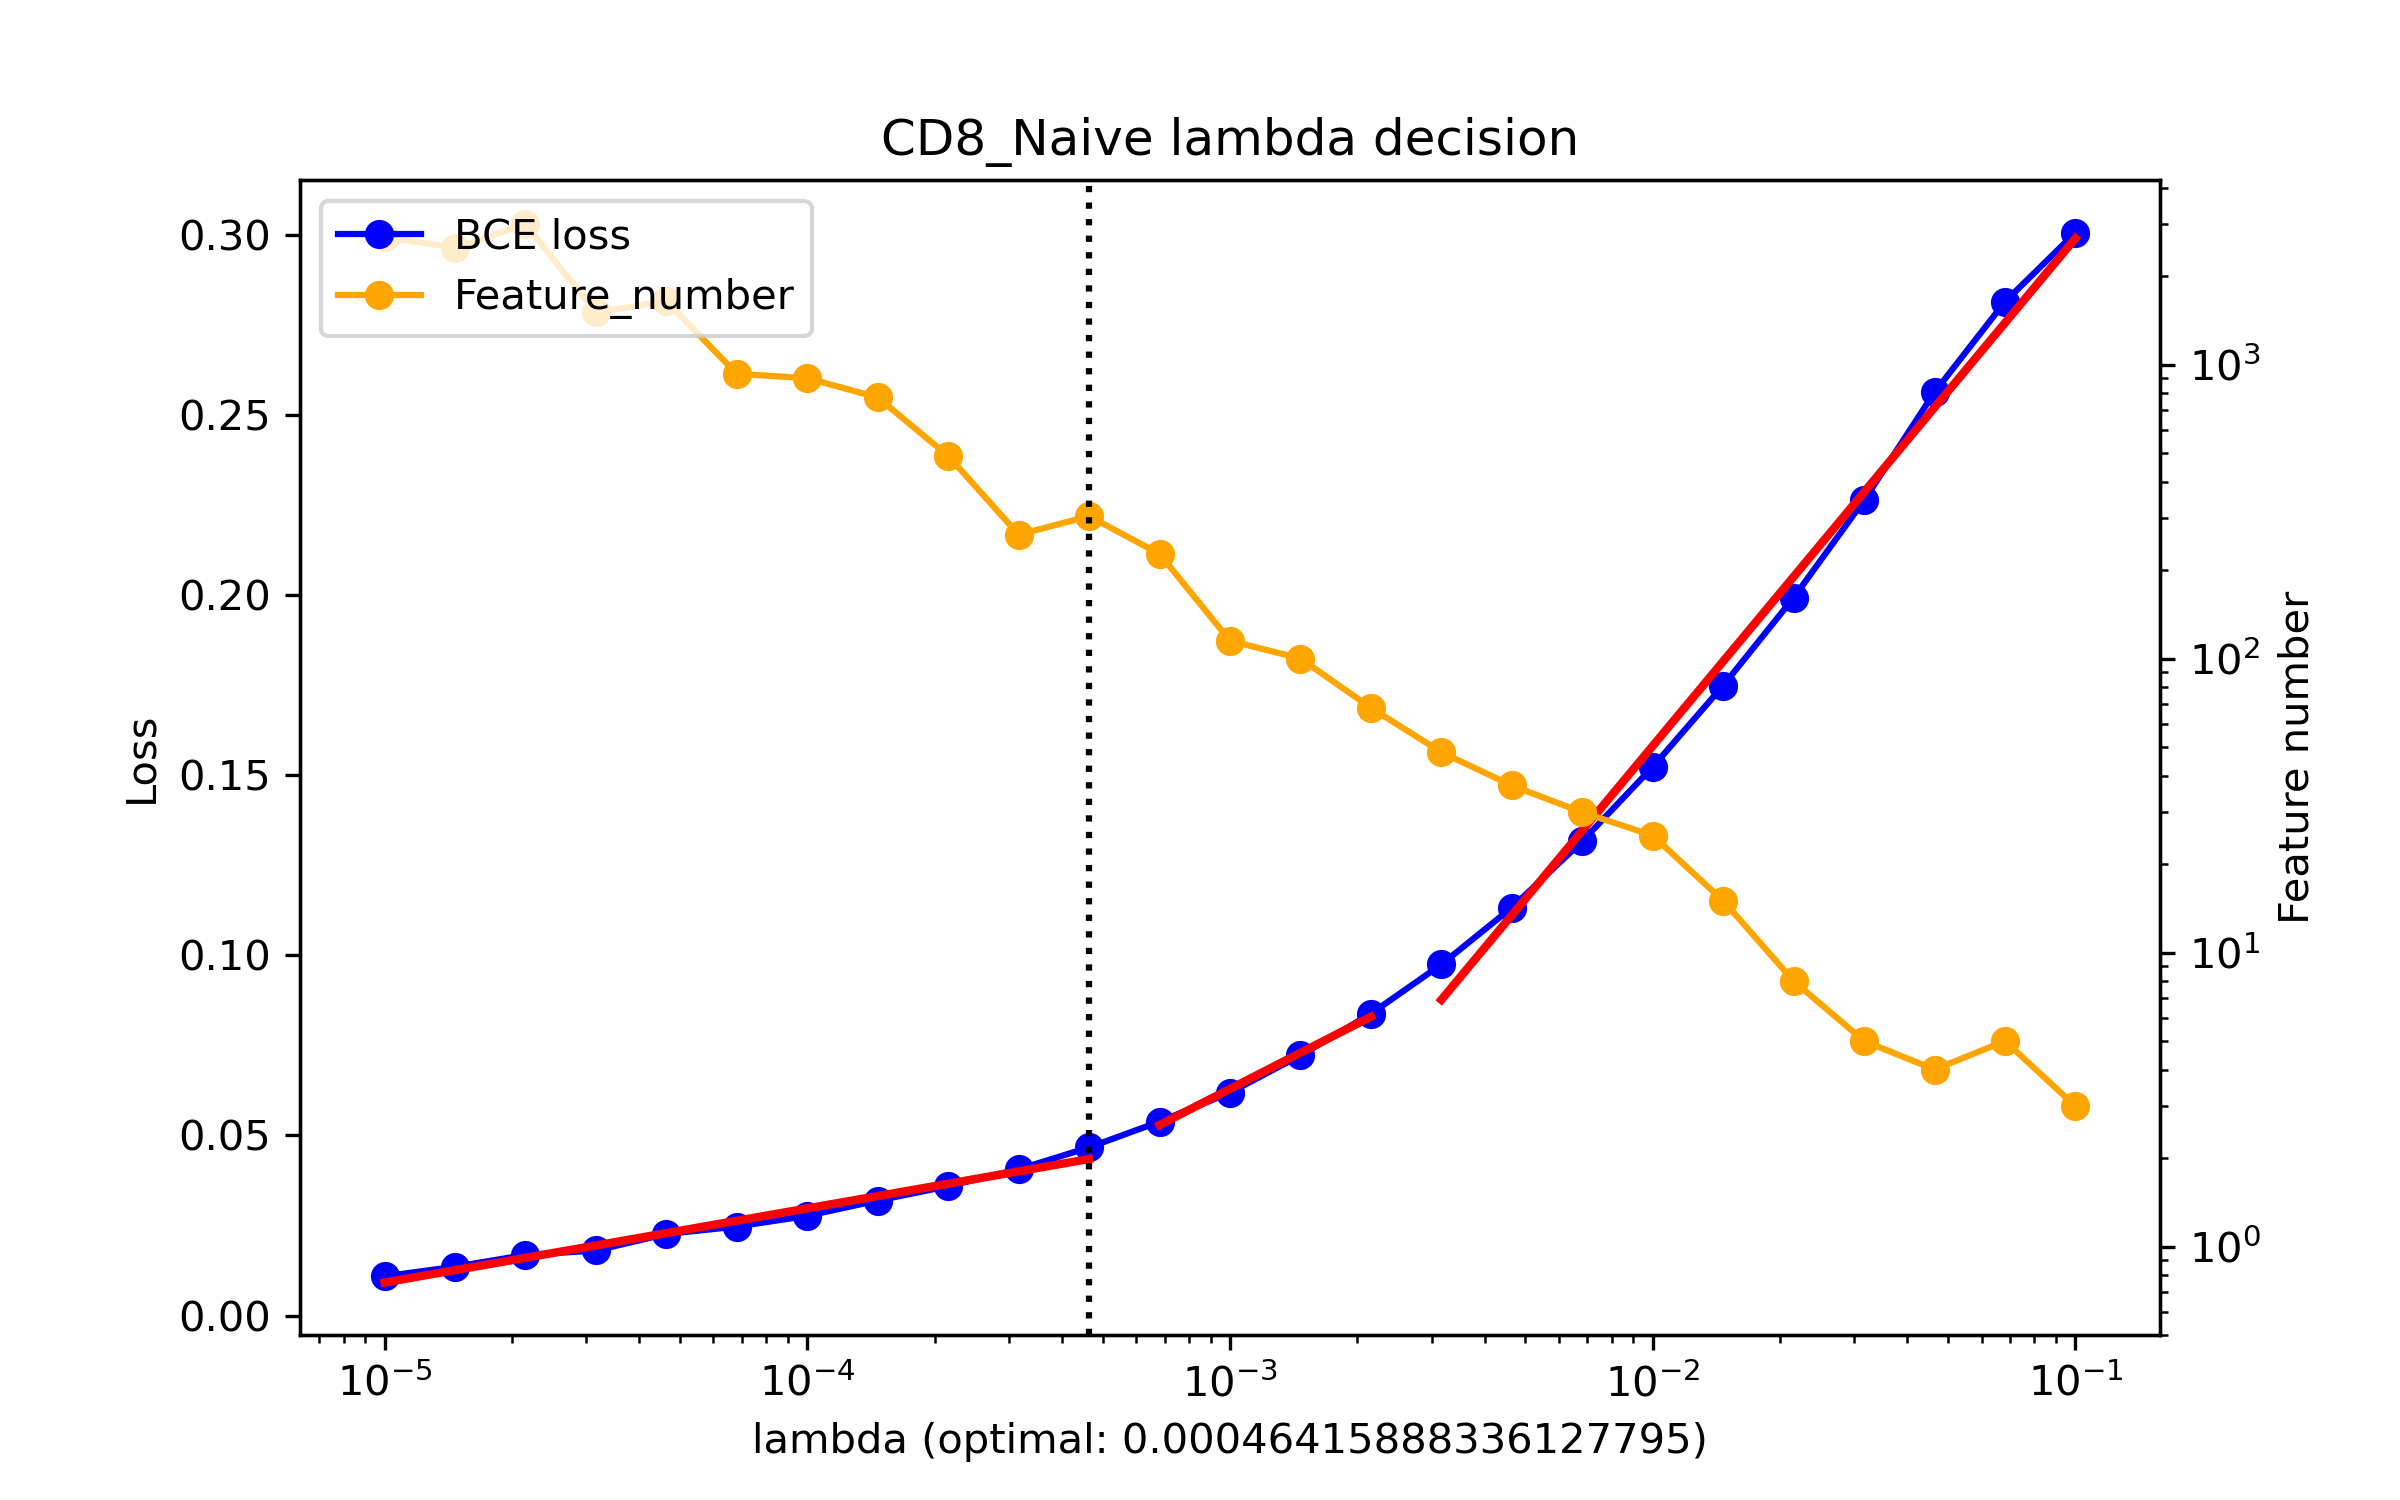 CD8_Naive lambda decision
BCE loss
Feature_number
0.30
0.25
0.20
0.15
0.10
0.05
0.00
Loss
10³
10²
10¹
10⁰
Feature number
10⁻⁵ 10⁻⁴ 10⁻³ 10⁻² 10⁻¹
lambda (optimal: 0.00046415888336127795)